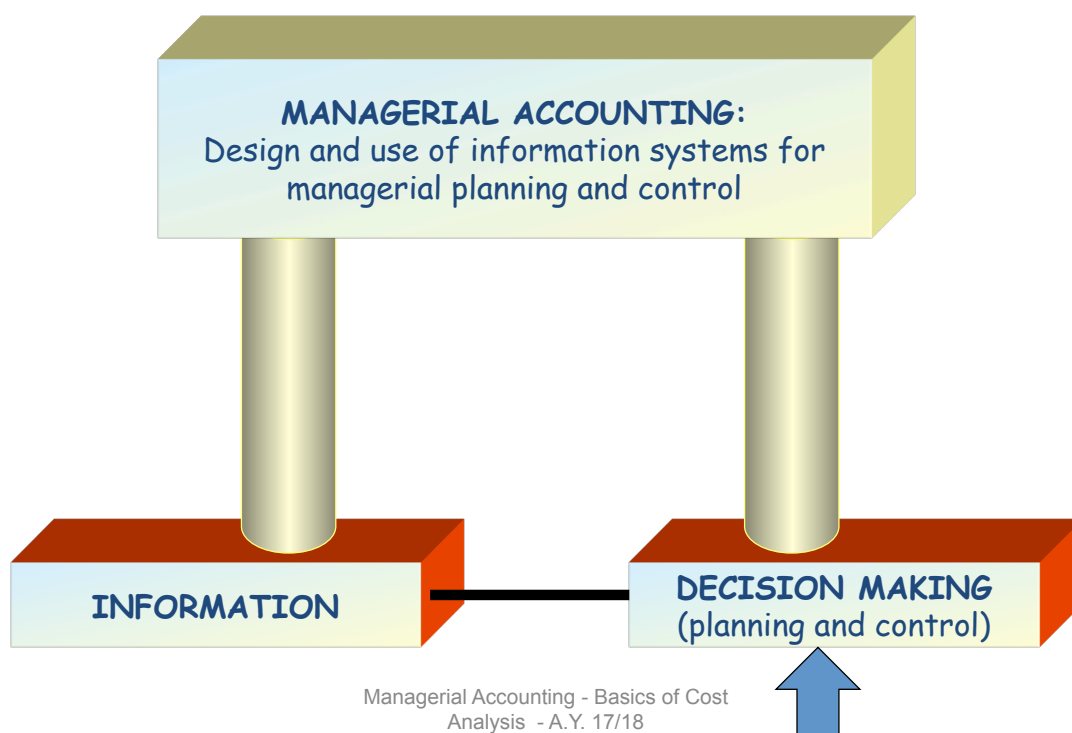 MANAGERIAL ACCOUNTING:
Design and use of information systems for
managerial planning and control
INFORMATION
DECISION MAKING
(planning and control)
Managerial Accounting - Basics of Cost
Analysis - A.Y. 17/18